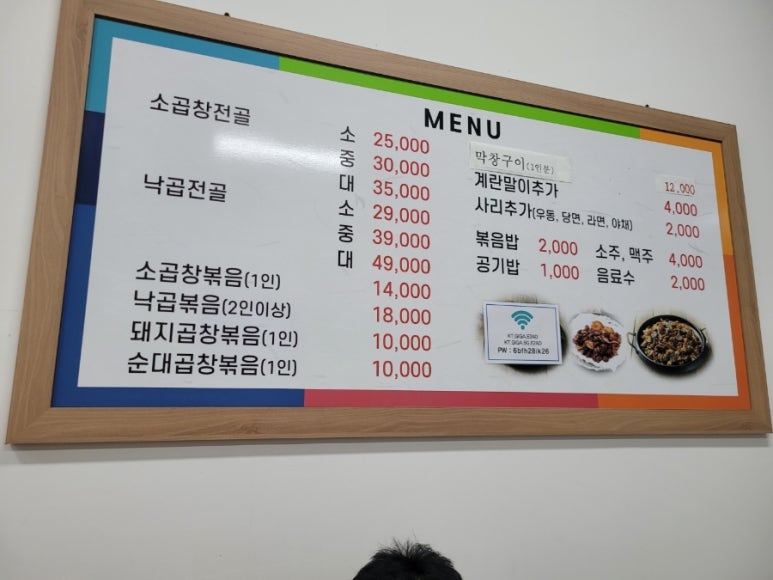 MENU
소곱창전골
소 25,000
중 30,000
대 35,000
낙곱전골
소 29,000
중 39,000
대 49,000
소곱창볶음(1인) 14,000
낙곱볶음(2인이상) 18,000
돼지곱창볶음(1인) 10,000
순대곱창볶음(1인) 10,000
막창구이(1인분) 12,000
계란말이추가 4,000
사리추가(우동, 당면, 라면, 야채) 2,000
볶음밥 2,000 소주, 맥주 4,000
공기밥 1,000 음료수 2,000
PW : 6bfh28ik26